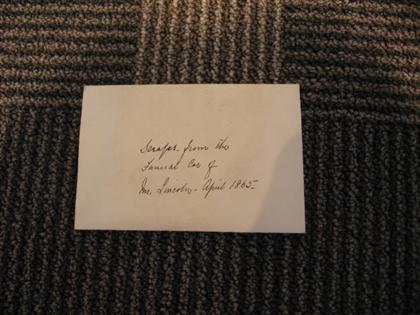 Scraps from the
Funeral Car of
Mr. Lincoln - April 1865-